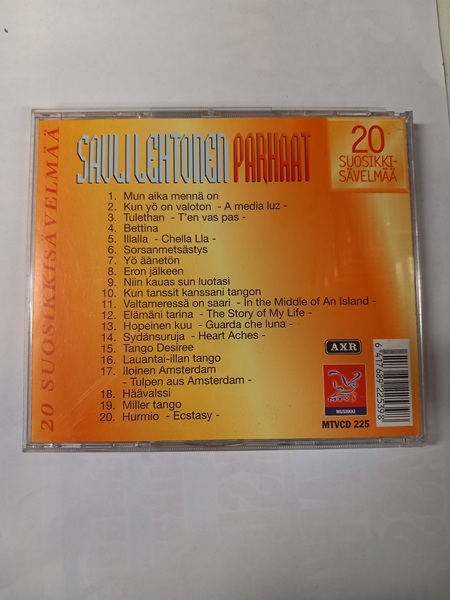 20 SUOSIKKISÄVELMÄÄ
SAULI LEHTONEN PARHAAT
20
SUOSIKKI-
SÄVELMÄÄ
1. Mun aika mennä on
2. Kun yö on valoton - A media luz -
3. Tulethan - T'en vas pas -
4. Bettina
5. Illalla - Chella Lla -
6. Sorsanmetsästys
7. Yö äänetön
8. Eron jälkeen
9. Niin kauas sun luotasi
10. Kun tanssit kanssani tangon
11. Valtameressä on saari - In the Middle of An Island -
12. Elämäni tarina - The Story of My Life -
13. Hopeinen kuu - Guarda che luna -
14. Sydänsuruja - Heart Aches -
15. Tango Desiree
16. Lauantai-illan tango
17. Iloinen Amsterdam
- Tulpen aus Amsterdam -
18. Häävalssi
19. Miller tango
20. Hurmio - Ecstasy -
AXR
MUSIIKKI
MTVCD 225
6 417689 225398